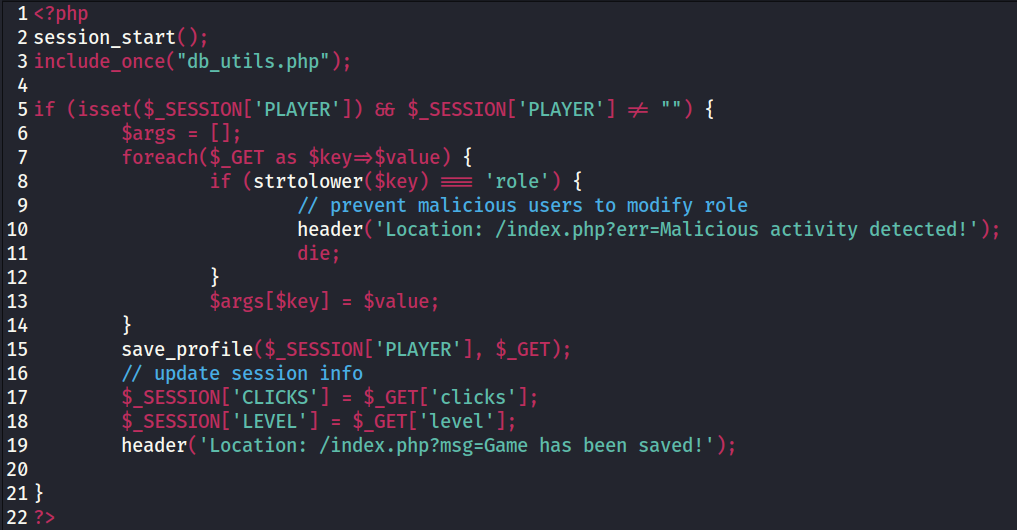 1 <?php
2 session_start();
3 include_once("db_utils.php");
4
5 if (isset($_SESSION['PLAYER']) && $_SESSION['PLAYER'] != "") {
6         $args = [];
7         foreach($_GET as $key=>$value) {
8                 if (strtolower($key) === 'role') {
9                         // prevent malicious users to modify role
10                         header('Location: /index.php?err=Malicious activity detected!');
11                         die;
12                 }
13                 $args[$key] = $value;
14         }
15         save_profile($_SESSION['PLAYER'], $_GET);
16         // update session info
17         $_SESSION['CLICKS'] = $_GET['clicks'];
18         $_SESSION['LEVEL'] = $_GET['level'];
19         header('Location: /index.php?msg=Game has been saved!');
20
21 }
22 ?>